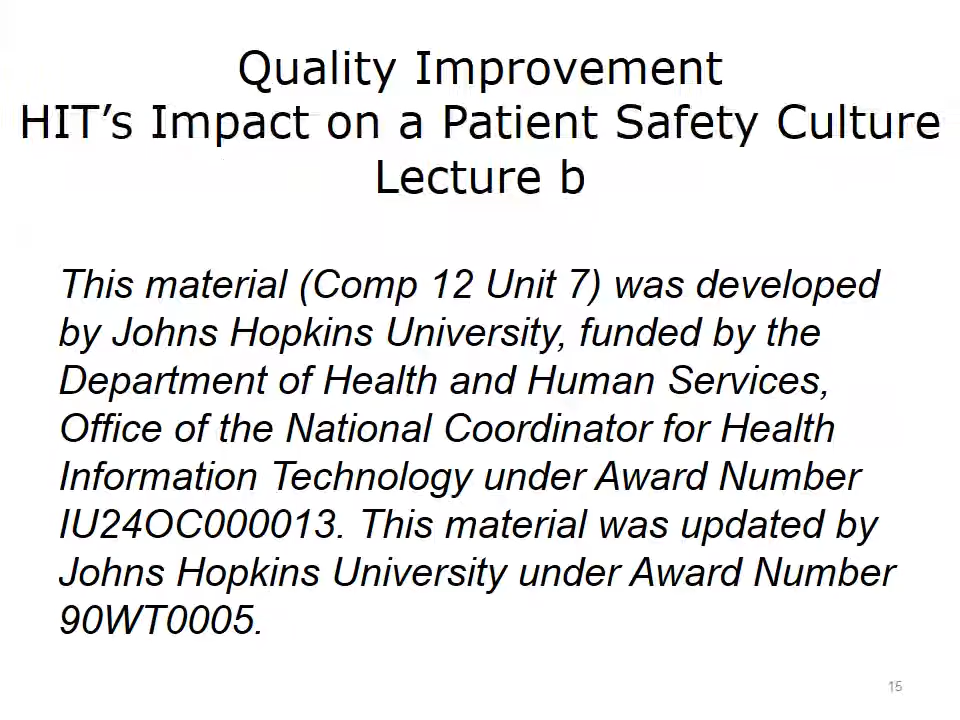 Quality Improvement
HIT’s Impact on a Patient Safety Culture
Lecture b
This material (Comp 12 Unit 7) was developed
by Johns Hopkins University, funded by the
Department of Health and Human Services,
Office of the National Coordinator for Health
Information Technology under Award Number
IU24OC000013. This material was updated by
Johns Hopkins University under Award Number
90WT0005.
15